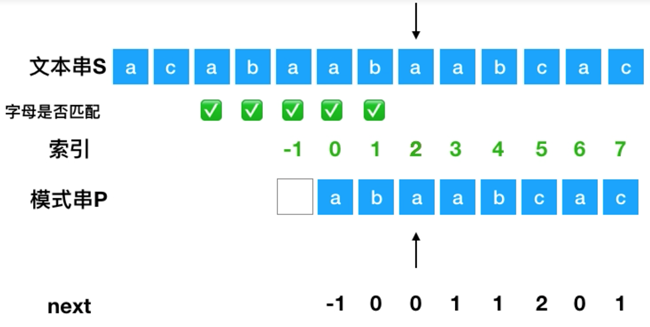 文本串S a c a b a a b a a b c a c
字母是否匹配
索引 -1 0 1 2 3 4 5 6 7
模式串P a b a a b c a c
next -1 0 0 1 1 2 0 1